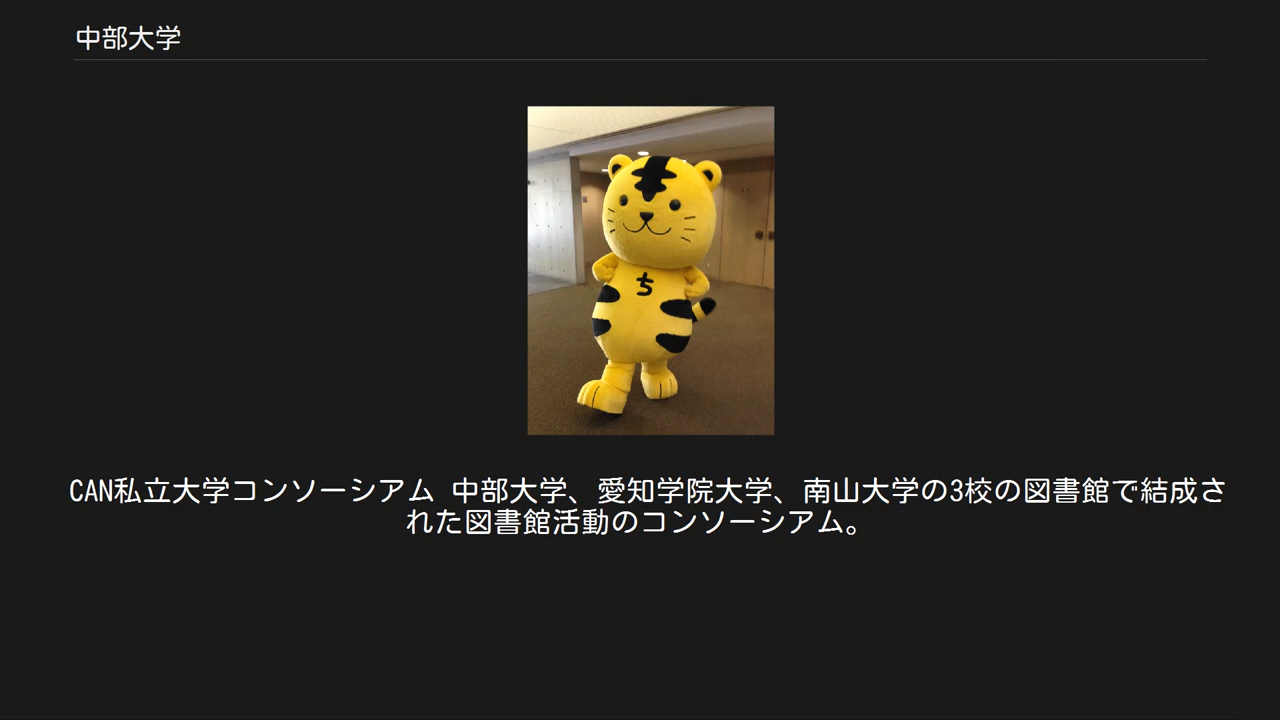 中部大学
ち
CAN私立大学コンソーシアム 中部大学、愛知学院大学、南山大学の3校の図書館で結成さ
れた図書館活動のコンソーシアム。